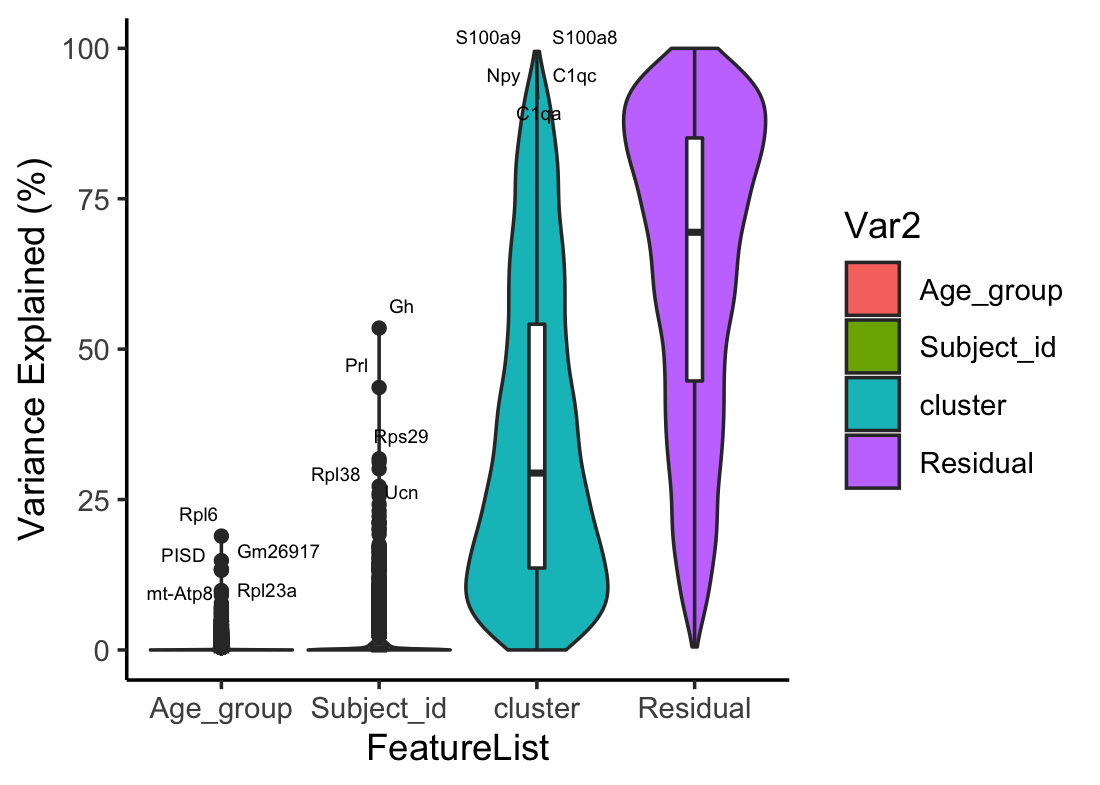 100
75
50
25
0
Variance Explained (%)
S100a9 S100a8
Npy C1qc
C1qa
Gh
Prl
Rps29
Rpl38
Ucn
Rpl6
PISD Gm26917
mt-Atp8 Rpl23a
Age_group Subject_id cluster Residual
FeatureList
Var2
Age_group
Subject_id
cluster
Residual